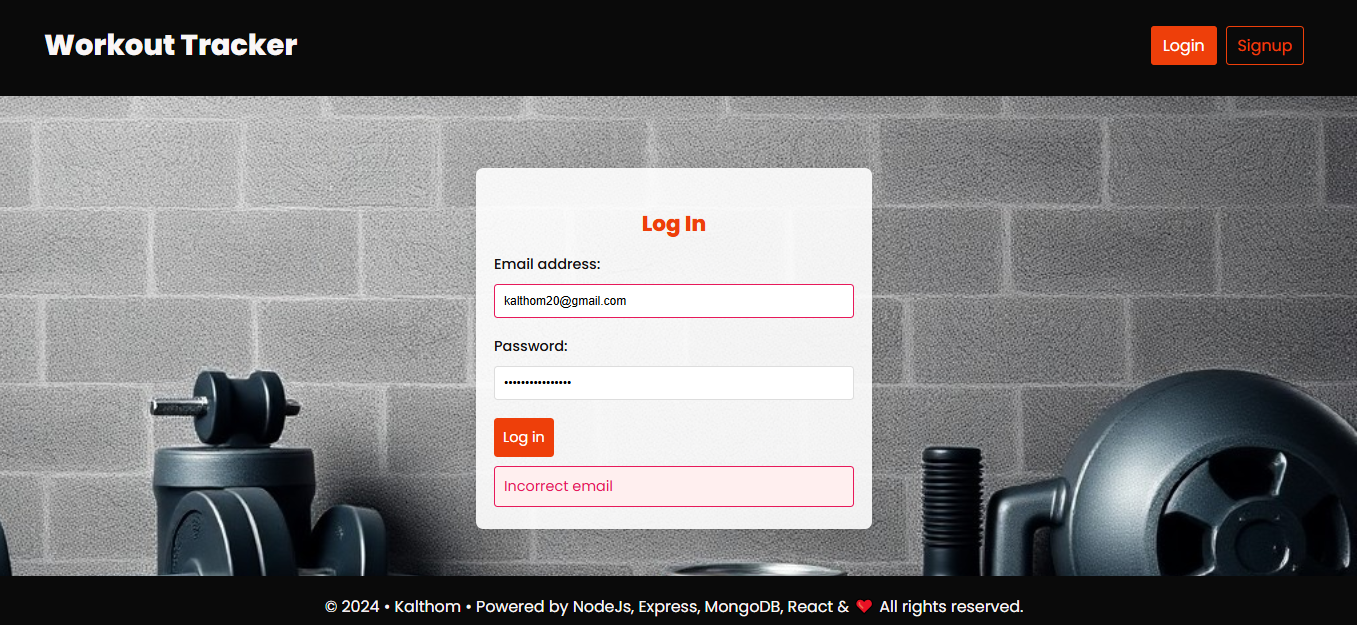 Workout Tracker
Login Signup
Log In
Email address:
kalthom20@gmail.com
Password:
••••••••••••••••
Log in
Incorrect email
© 2024 • Kalthom • Powered by NodeJs, Express, MongoDB, React & ❤️ All rights reserved.